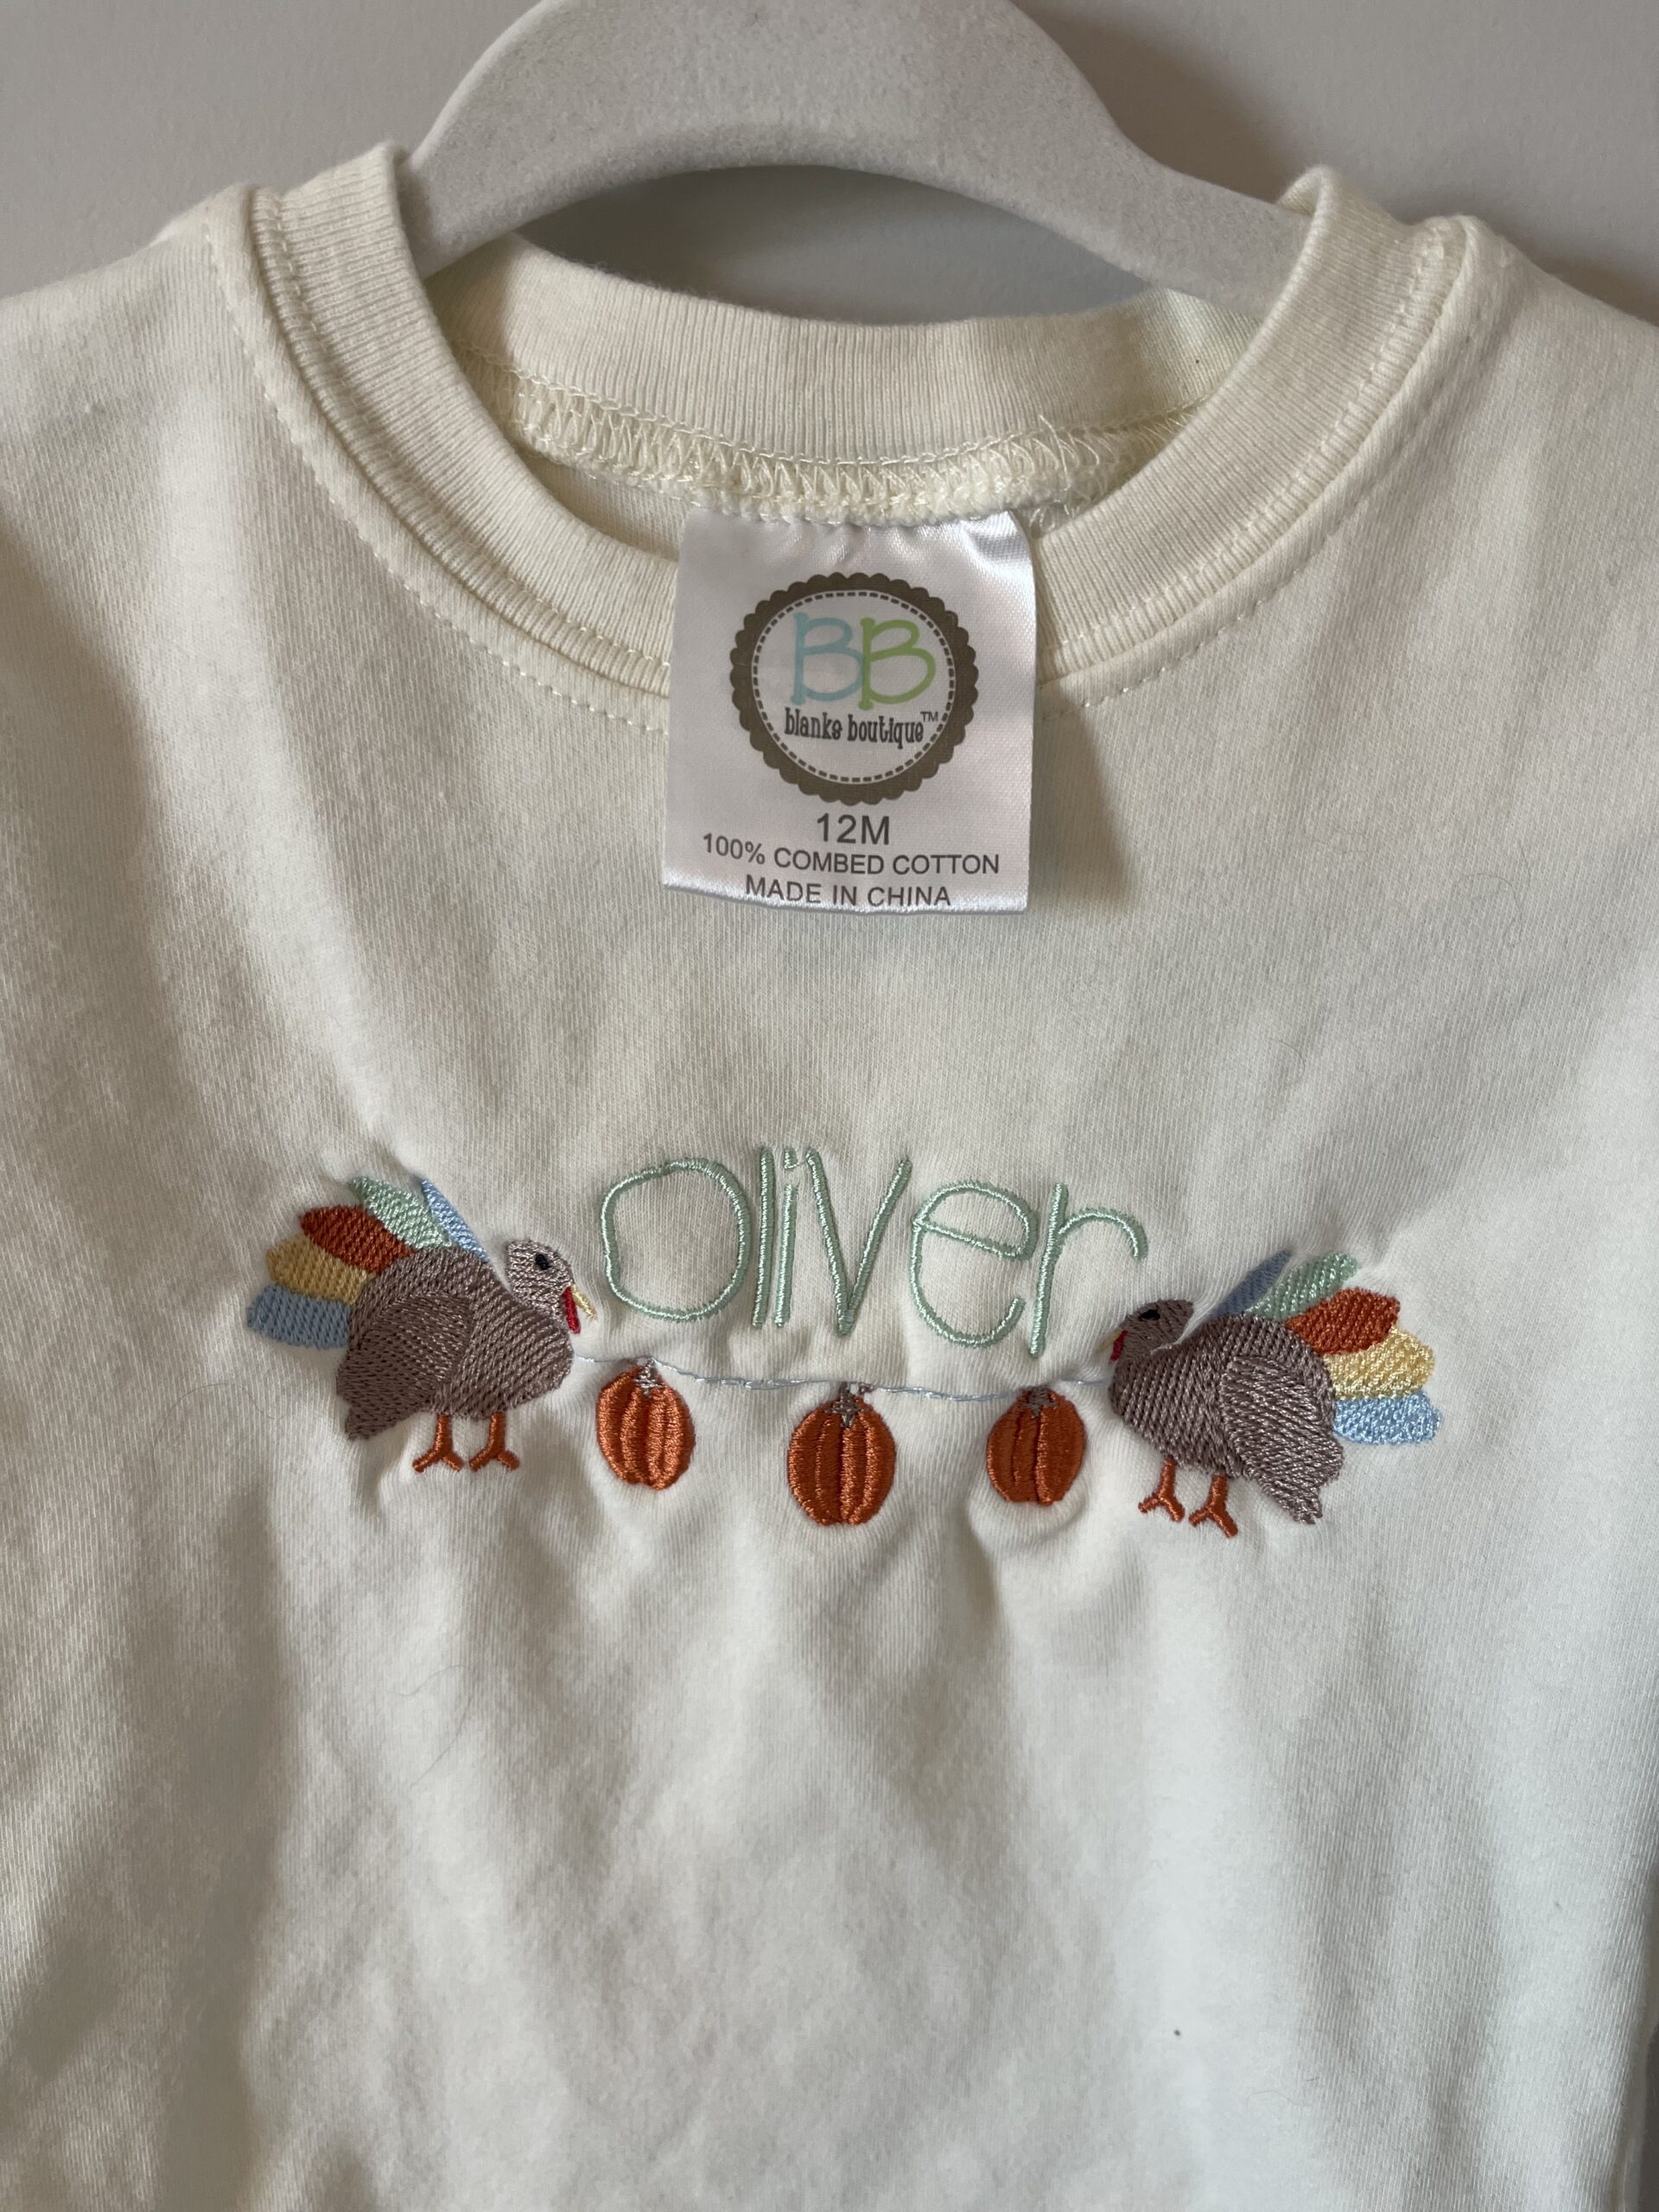 BB
blanks boutique™
12M
100% COMBED COTTON
MADE IN CHINA
oliver